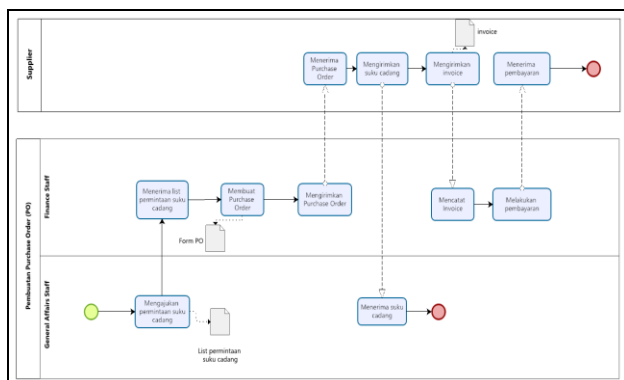 Supplier
Menerima
Purchase
Order
Mengirimkan
suku cadang
Mengirimkan
invoice
invoice
Menerima
pembayaran
Pembuatan Purchase Order (PO)
Finance Staff
Menerima list
permintaan suku
cadang
Membuat
Purchase
Order
Form PO
Mengirimkan
Purchase Order
Mencatat
Invoice
Melakukan
pembayaran
General Affairs Staff
Mengajukan
permintaan suku
cadang
List permintaan
suku cadang
Menerima suku
cadang